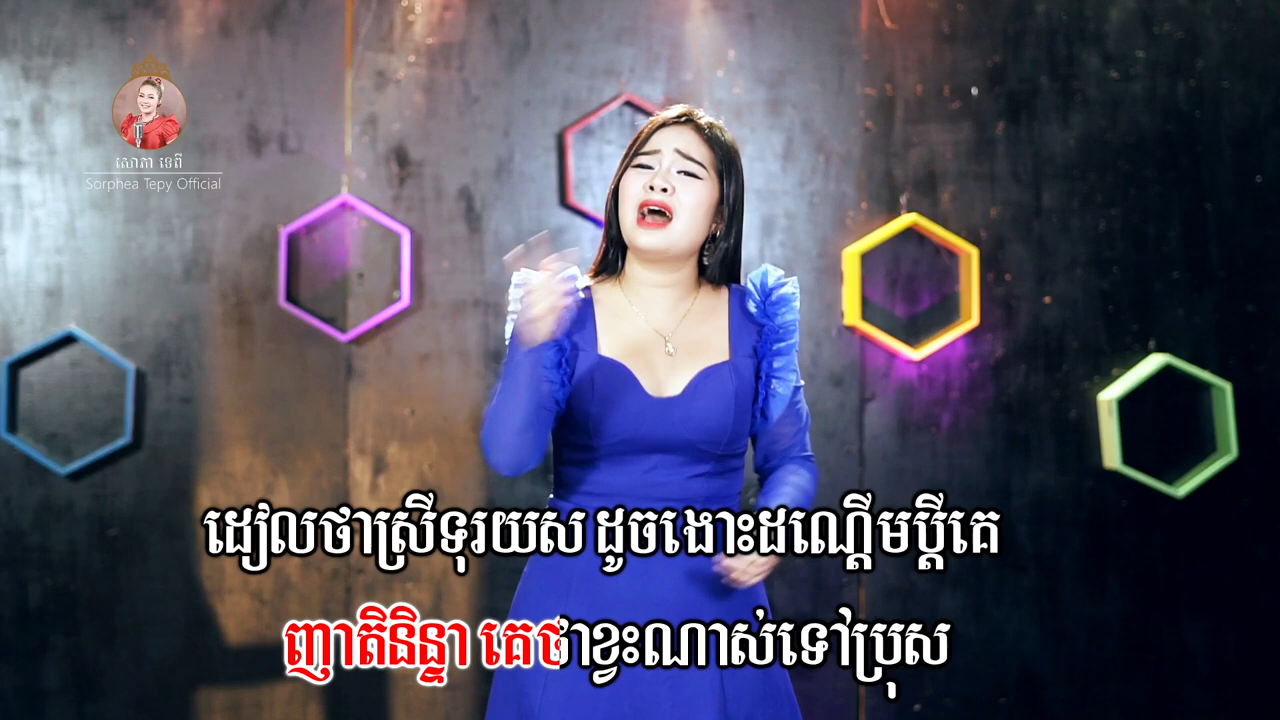 សោភា ទេពី
Sorphea Tepy Official
ដៀលថាស្រីទុរយស ដូចងោះដណ្តើមប្តីគេ
ញាតិនិន្ទា គេថាខ្វះណាស់ទៅប្រុស